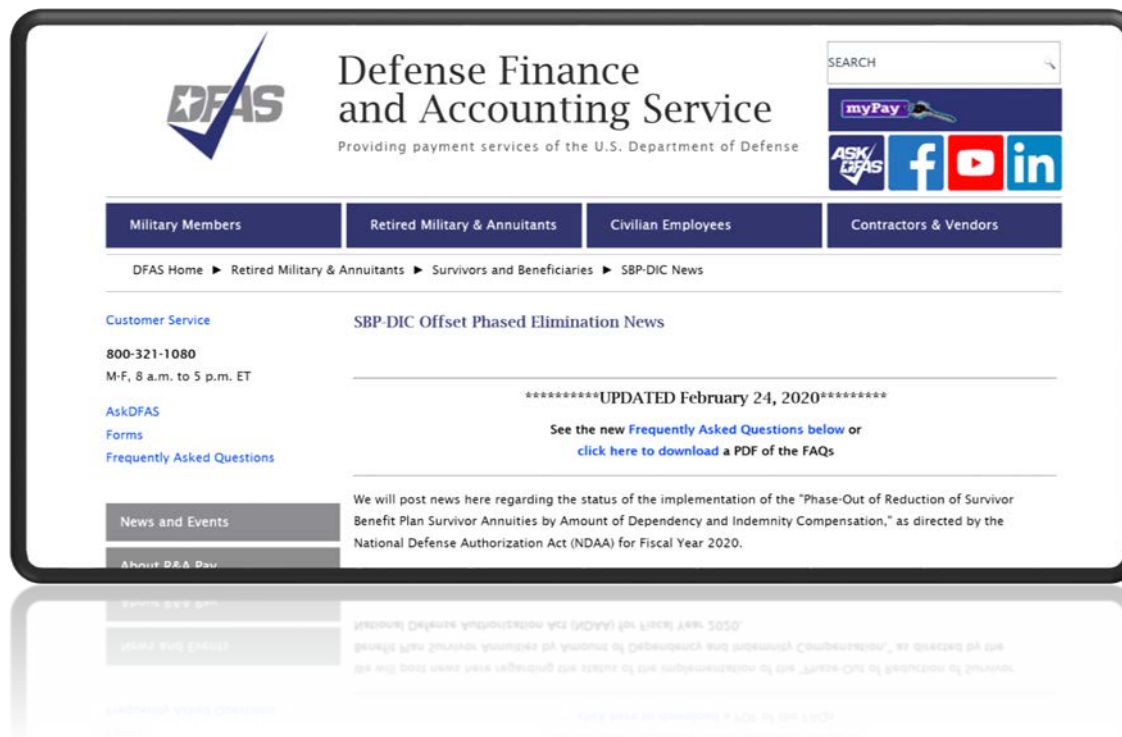 DFAS
Defense Finance
and Accounting Service
Providing payment services of the U.S. Department of Defense
SEARCH
myPay
ASK/
DFAS
f
in
Military Members
Retired Military & Annuitants
Civilian Employees
Contractors & Vendors
DFAS Home ► Retired Military & Annuitants ► Survivors and Beneficiaries ► SBP-DIC News
Customer Service
800-321-1080
M-F, 8 a.m. to 5 p.m. ET
AskDFAS
Forms
Frequently Asked Questions
News and Events
About R&A Pay
SBP-DIC Offset Phased Elimination News
**********UPDATED February 24, 2020*********
See the new Frequently Asked Questions below or
click here to download a PDF of the FAQs
We will post news here regarding the status of the implementation of the "Phase-Out of Reduction of Survivor
Benefit Plan Survivor Annuities by Amount of Dependency and Indemnity Compensation," as directed by the
National Defense Authorization Act (NDAA) for Fiscal Year 2020.